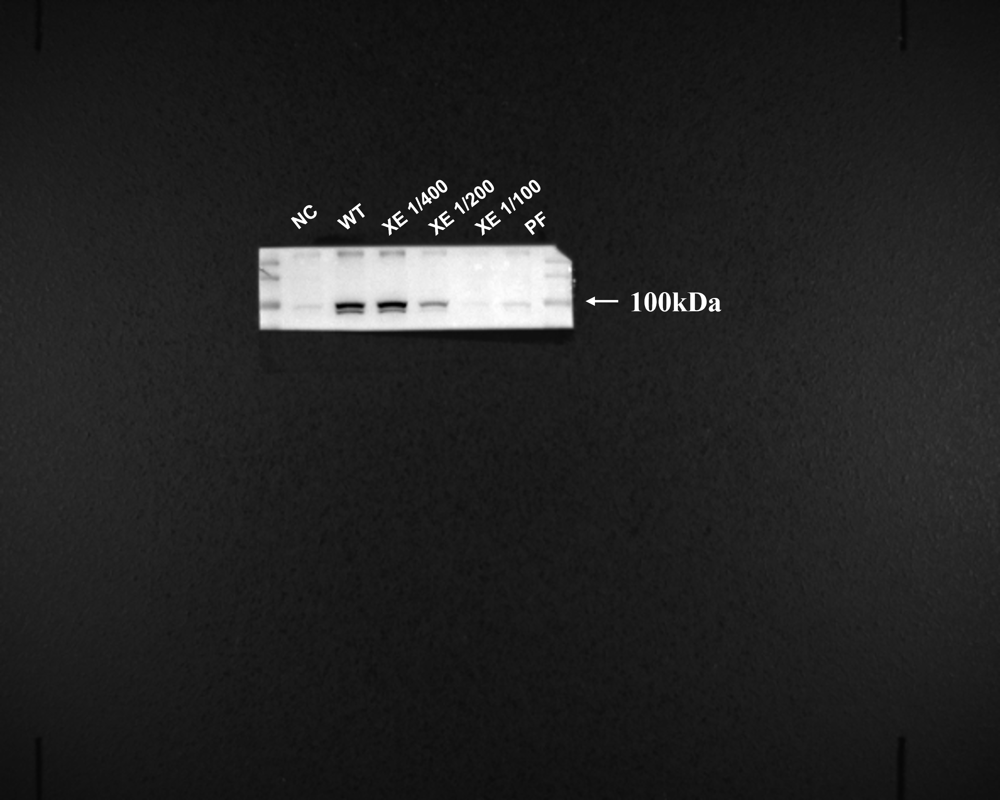 NC
WT
XE 1/400
XE 1/200
XE 1/100
PF
100kDa